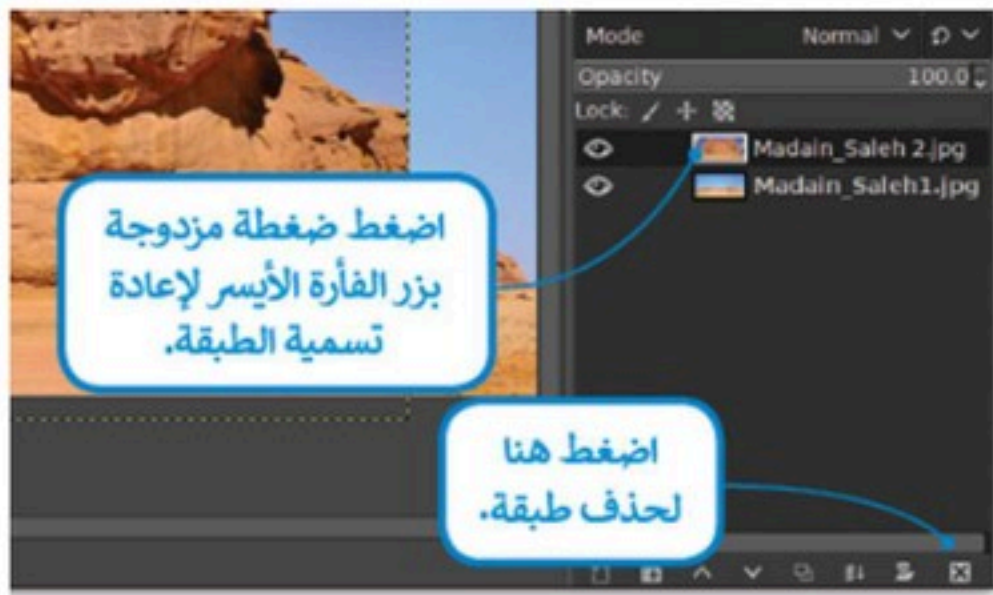 Mode Normal
Opacity 100.0
Lock:
Madain_Saleh 2.jpg
Madain_Saleh1.jpg
اضغط ضغطة مزدوجة
بزر الفأرة الأيسر لإعادة
تسمية الطبقة.
اضغط هنا
لحذف طبقة.